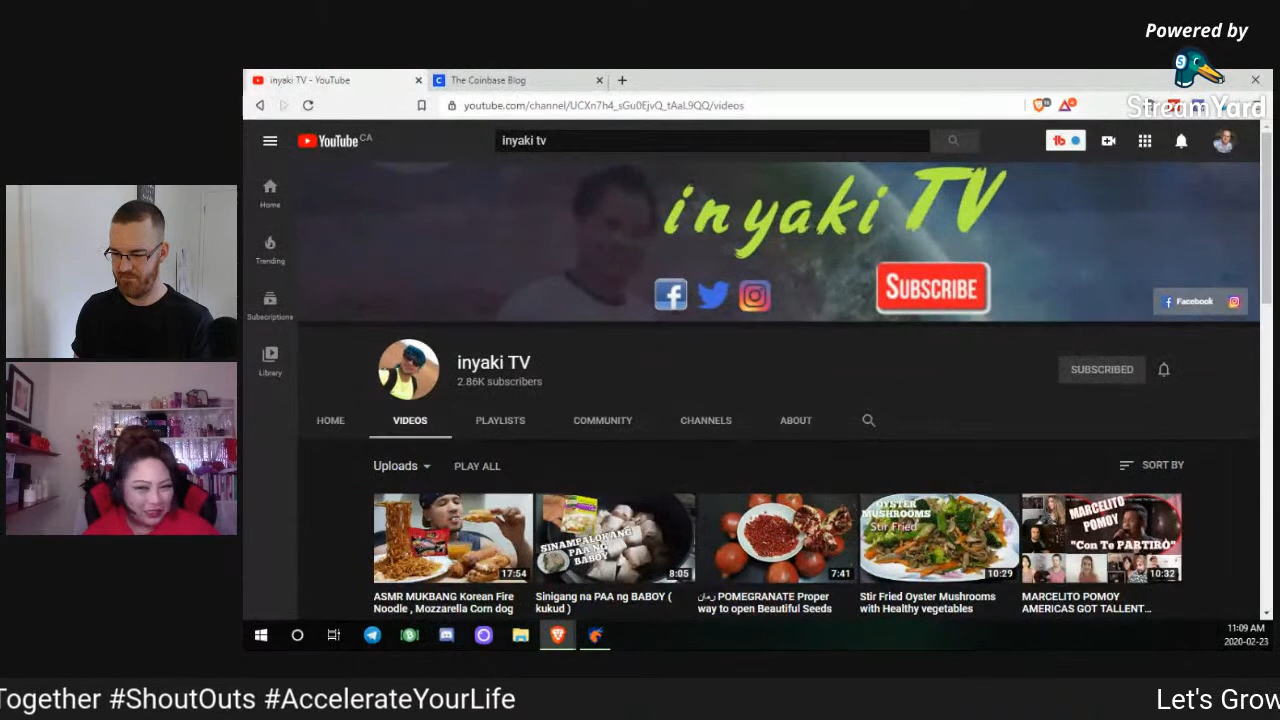 Powered by
StreamYard
inyaki TV - YouTube
The Coinbase Blog
youtube.com/channel/UCXn7h4_sGu0EjvQ_tAaL9QQ/videos
YouTube CA
inyaki tv
Home
Trending
Subscriptions
Library
inyaki TV
SUBSCRIBE
Facebook
inyaki TV
2.86K subscribers
SUBSCRIBED
HOME
VIDEOS
PLAYLISTS
COMMUNITY
CHANNELS
ABOUT
Uploads
PLAY ALL
SORT BY
17:54
SINAMPALOKANG
PAA NG
BABOY
8:05
7:41
OYSTER
MUSHROOMS
Stir Fried
10:29
MARCELITO
POMOY
"Con Te PARTIRÒ"
10:32
ASMR MUKBANG Korean Fire
Noodle , Mozzarella Corn dog
Sinigang na PAA ng BABOY (
kukud )
رمان POMEGRANATE Proper
way to open Beautiful Seeds
Stir Fried Oyster Mushrooms
with Healthy vegetables
MARCELITO POMOY
AMERICAS GOT TALENT...
11:09 AM
2020-02-23
Together #ShoutOuts #AccelerateYourLife
Let's Grow